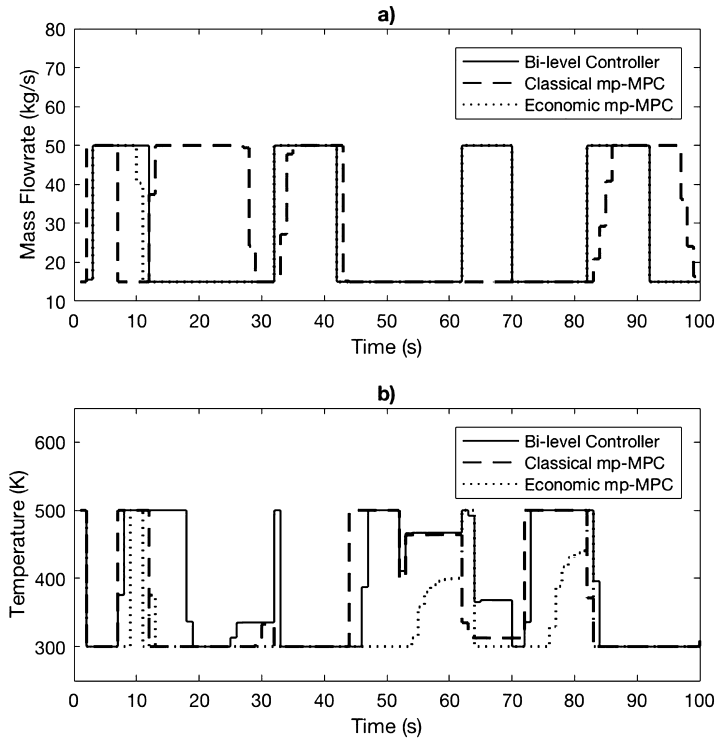 a)
80
70
60
50
40
30
20
10
Mass Flowrate (kg/s)
Bi-level Controller
Classical mp-MPC
Economic mp-MPC
0 10 20 30 40 50 60 70 80 90 100
Time (s)
b)
600
500
400
300
Temperature (K)
Bi-level Controller
Classical mp-MPC
Economic mp-MPC
0 10 20 30 40 50 60 70 80 90 100
Time (s)